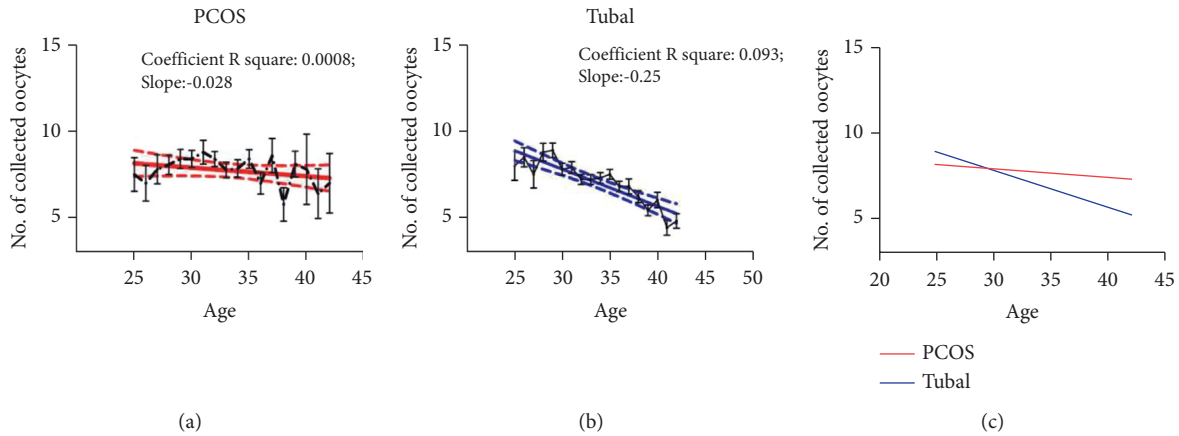 PCOS
Coefficient R square: 0.0008;
Slope:-0.028
No. of collected oocytes
15
10
5
20 25 30 35 40 45
Age
(a)
Tubal
Coefficient R square: 0.093;
Slope:-0.25
No. of collected oocytes
15
10
5
20 25 30 35 40 45 50
Age
(b)
No. of collected oocytes
15
10
5
20 25 30 35 40 45
Age
PCOS
Tubal
(c)